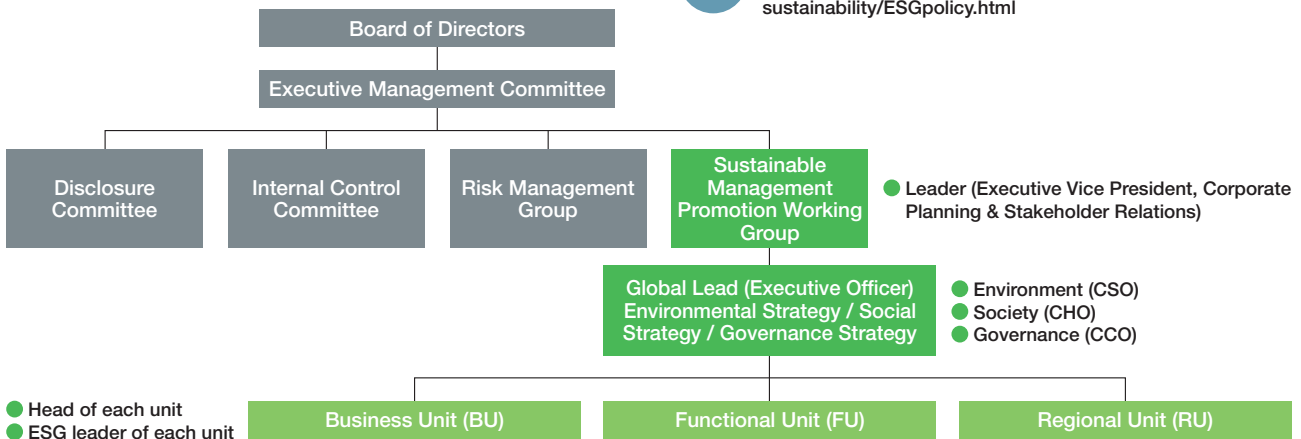 sustainability/ESGpolicy.html
Board of Directors
Executive Management Committee
Disclosure
Committee
Internal Control
Committee
Risk Management
Group
Sustainable
Management
Promotion Working
Group
Leader (Executive Vice President, Corporate
Planning & Stakeholder Relations)
Global Lead (Executive Officer)
Environmental Strategy / Social
Strategy / Governance Strategy
Environment (CSO)
Society (CHO)
Governance (CCO)
Head of each unit
ESG leader of each unit
Business Unit (BU)
Functional Unit (FU)
Regional Unit (RU)